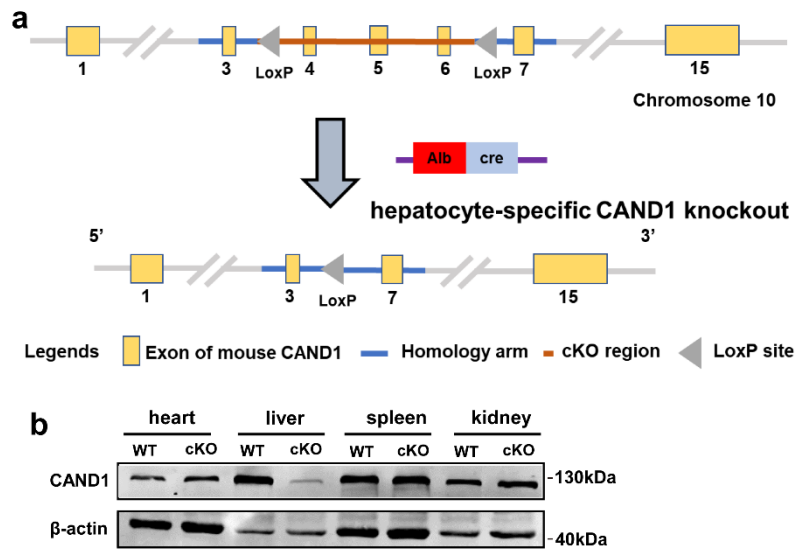 a
1 3 4 5 6 7 15
LoxP LoxP
Chromosome 10
Alb cre
hepatocyte-specific CAND1 knockout
5’ 3’
1 3 7 15
LoxP
Legends Exon of mouse CAND1 Homology arm cKO region LoxP site
b
heart liver spleen kidney
WT cKO WT cKO WT cKO WT cKO
CAND1 -130kDa
β-actin -40kDa